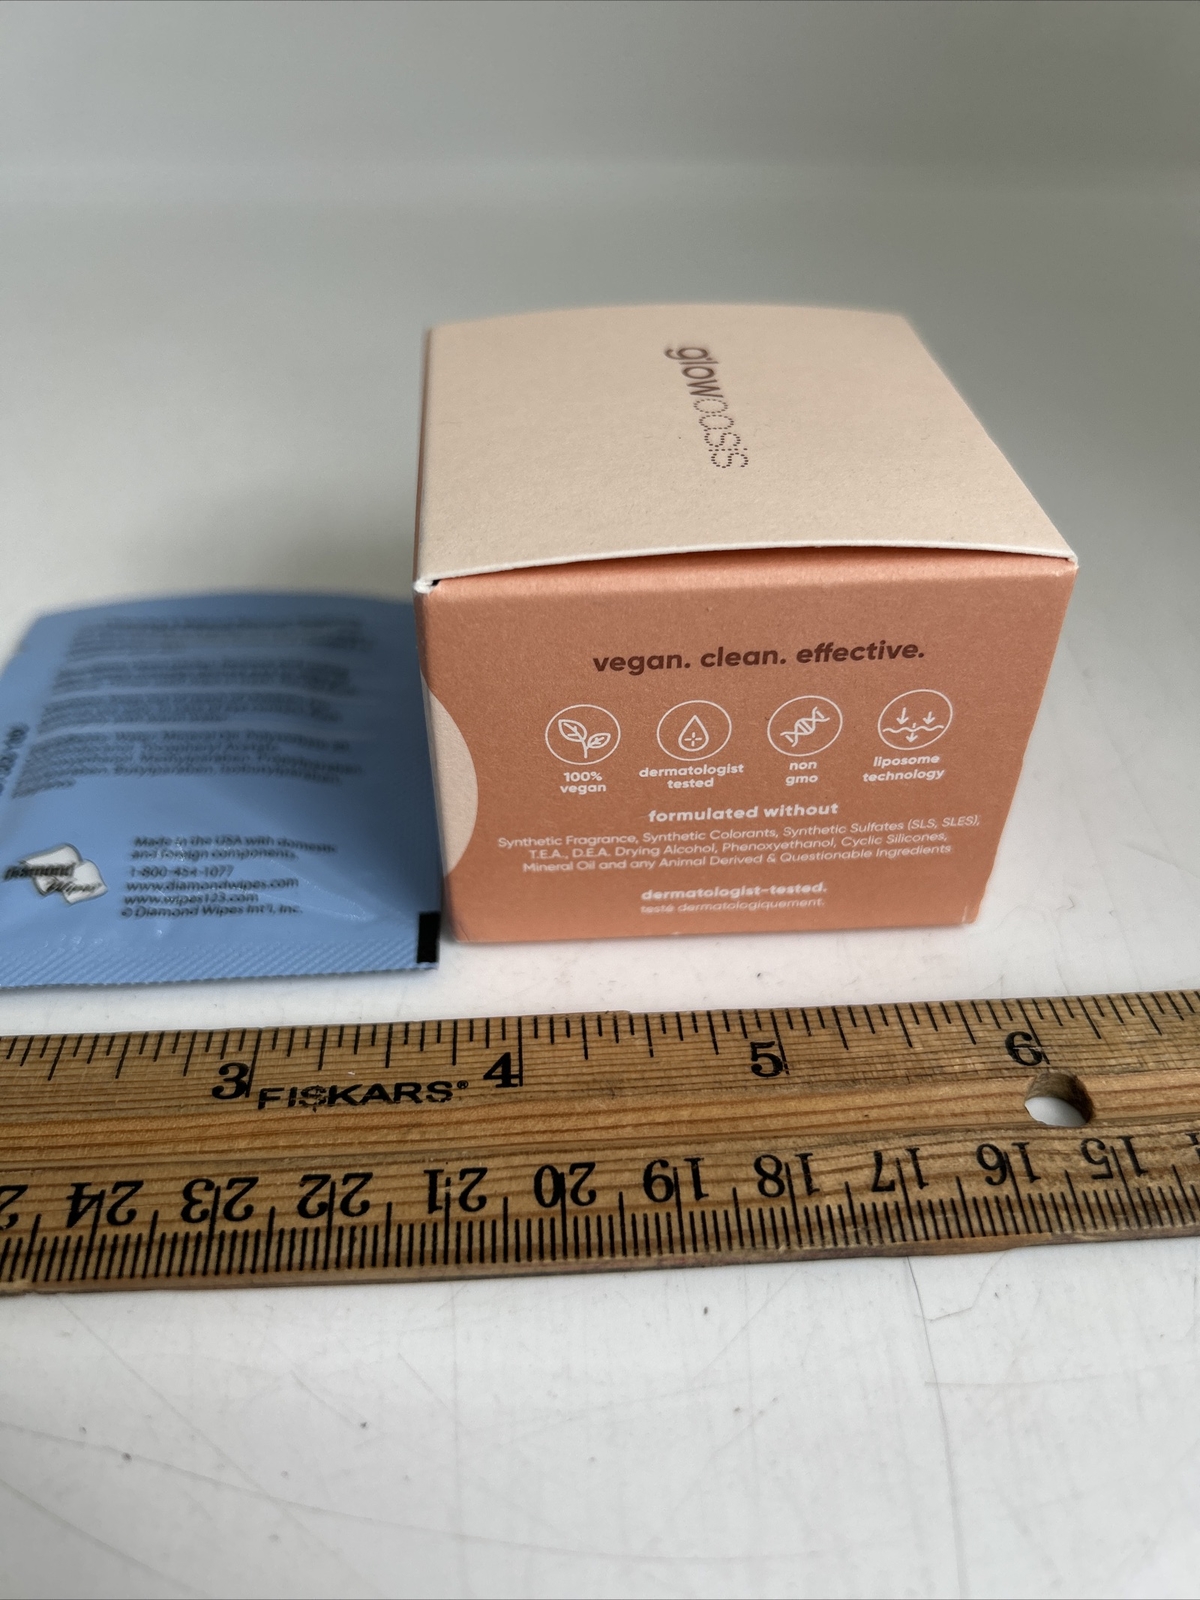 g.lowoasis
vegan. clean. effective.
100%
vegan
dermatologist
tested
non
gmo
liposome
technology
formulated without
Synthetic Fragrance, Synthetic Colorants, Synthetic Sulfates (SLS, SLES),
T.E.A., D.E.A. Drying Alcohol, Phenoxyethanol, Cyclic Silicones,
Mineral Oil and any Animal Derived & Questionable Ingredients
dermatologist-tested.
testé dermatologiquement.
Made in the USA with domestic
and foreign components.
1-800-454-1077
www.diamondwipes.com
www.wipes123.com
© Diamond Wipes Int'l, Inc.
Diamond
Wipes
3 4 5 6
FISKARS®
24 23 22 21 20 19 18 17 16 15